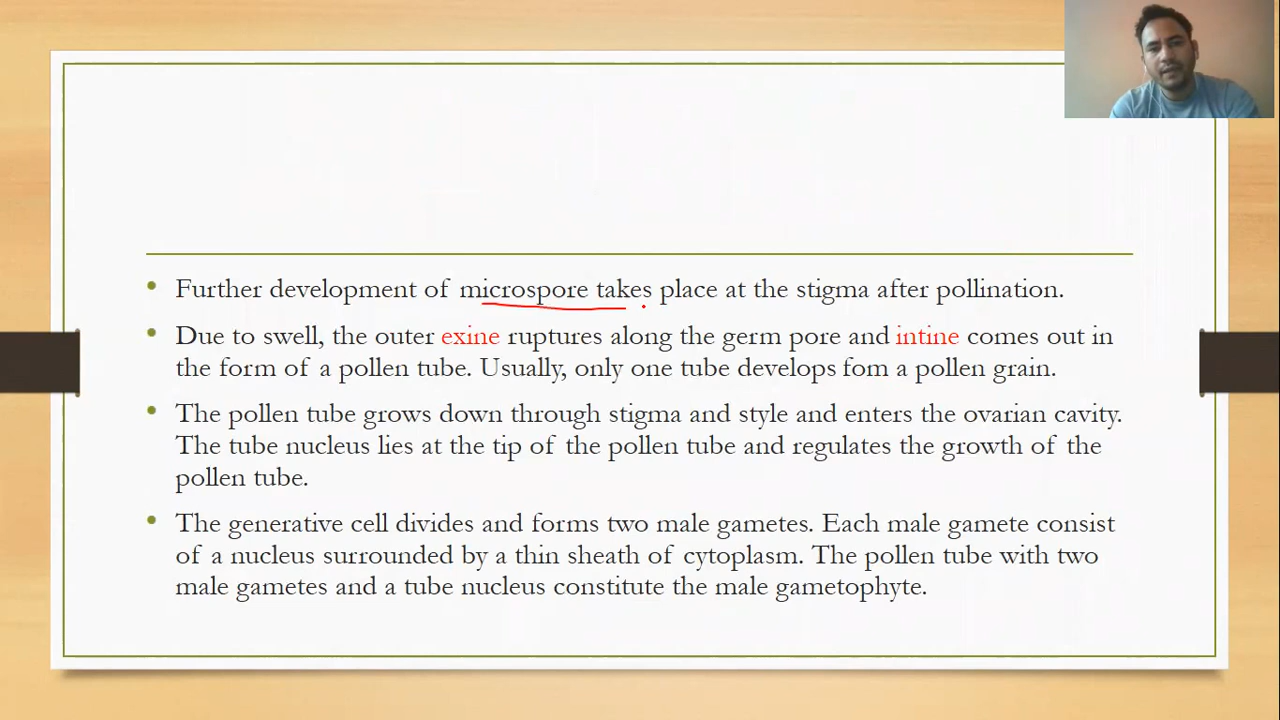 • Further development of microspore takes place at the stigma after pollination.
• Due to swell, the outer exine ruptures along the germ pore and intine comes out in
the form of a pollen tube. Usually, only one tube develops fom a pollen grain.
• The pollen tube grows down through stigma and style and enters the ovarian cavity.
The tube nucleus lies at the tip of the pollen tube and regulates the growth of the
pollen tube.
• The generative cell divides and forms two male gametes. Each male gamete consist
of a nucleus surrounded by a thin sheath of cytoplasm. The pollen tube with two
male gametes and a tube nucleus constitute the male gametophyte.